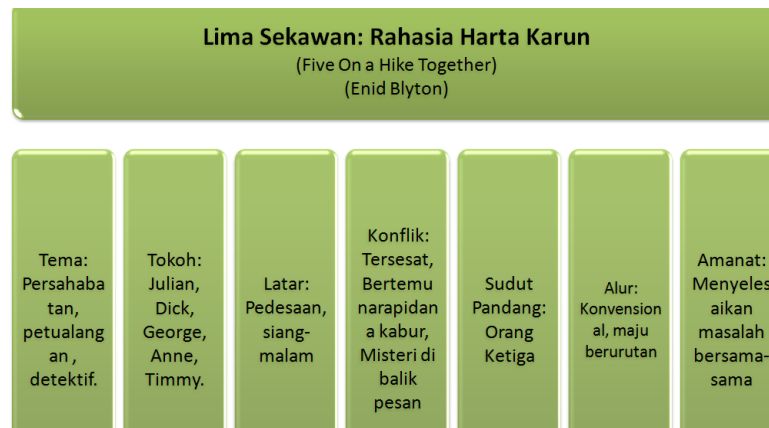 Lima Sekawan: Rahasia Harta Karun
(Five On a Hike Together)
(Enid Blyton)
Tema:
Persahaba
tan,
petualang
an ,
detektif.
Tokoh:
Julian,
Dick,
George,
Anne,
Timmy.
Latar:
Pedesaan,
siang-
malam
Konflik:
Tersesat,
Bertemu
narapidan
a kabur,
Misteri di
balik
pesan
Sudut
Pandang:
Orang
Ketiga
Alur:
Konvension
al, maju
berurutan
Amanat:
Menyeles
aikan
masalah
bersama-
sama